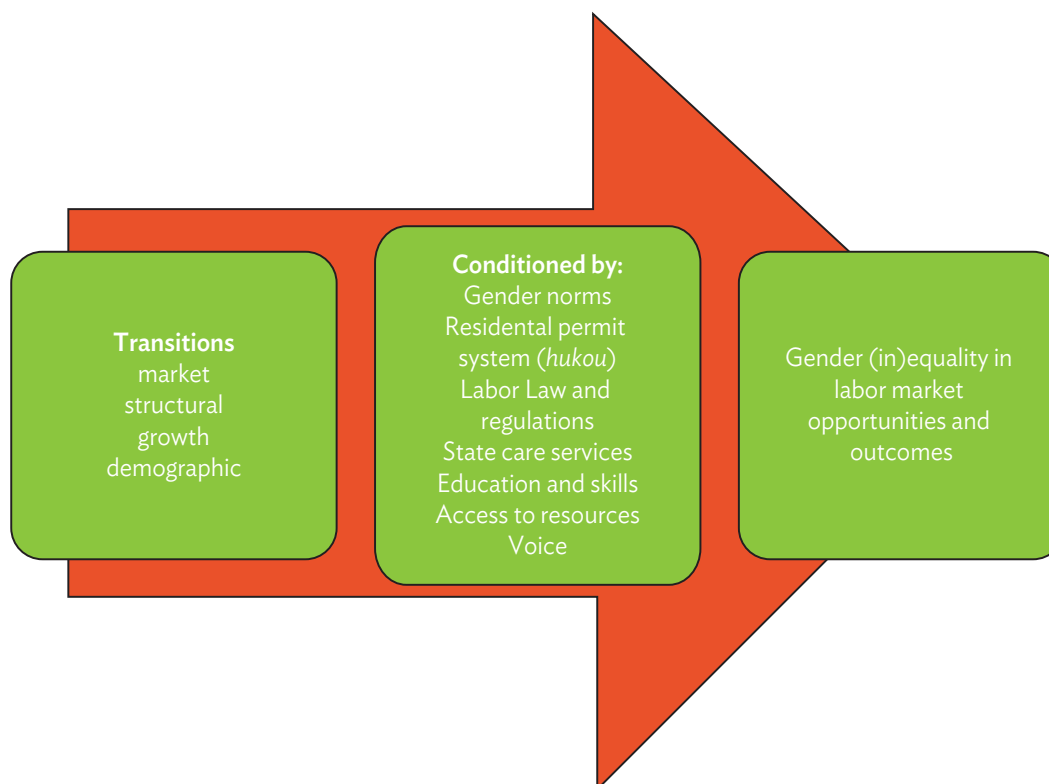 Transitions
market
structural
growth
demographic
Conditioned by:
Gender norms
Residental permit
system (hukou)
Labor Law and
regulations
State care services
Education and skills
Access to resources
Voice
Gender (in)equality in
labor market
opportunities and
outcomes